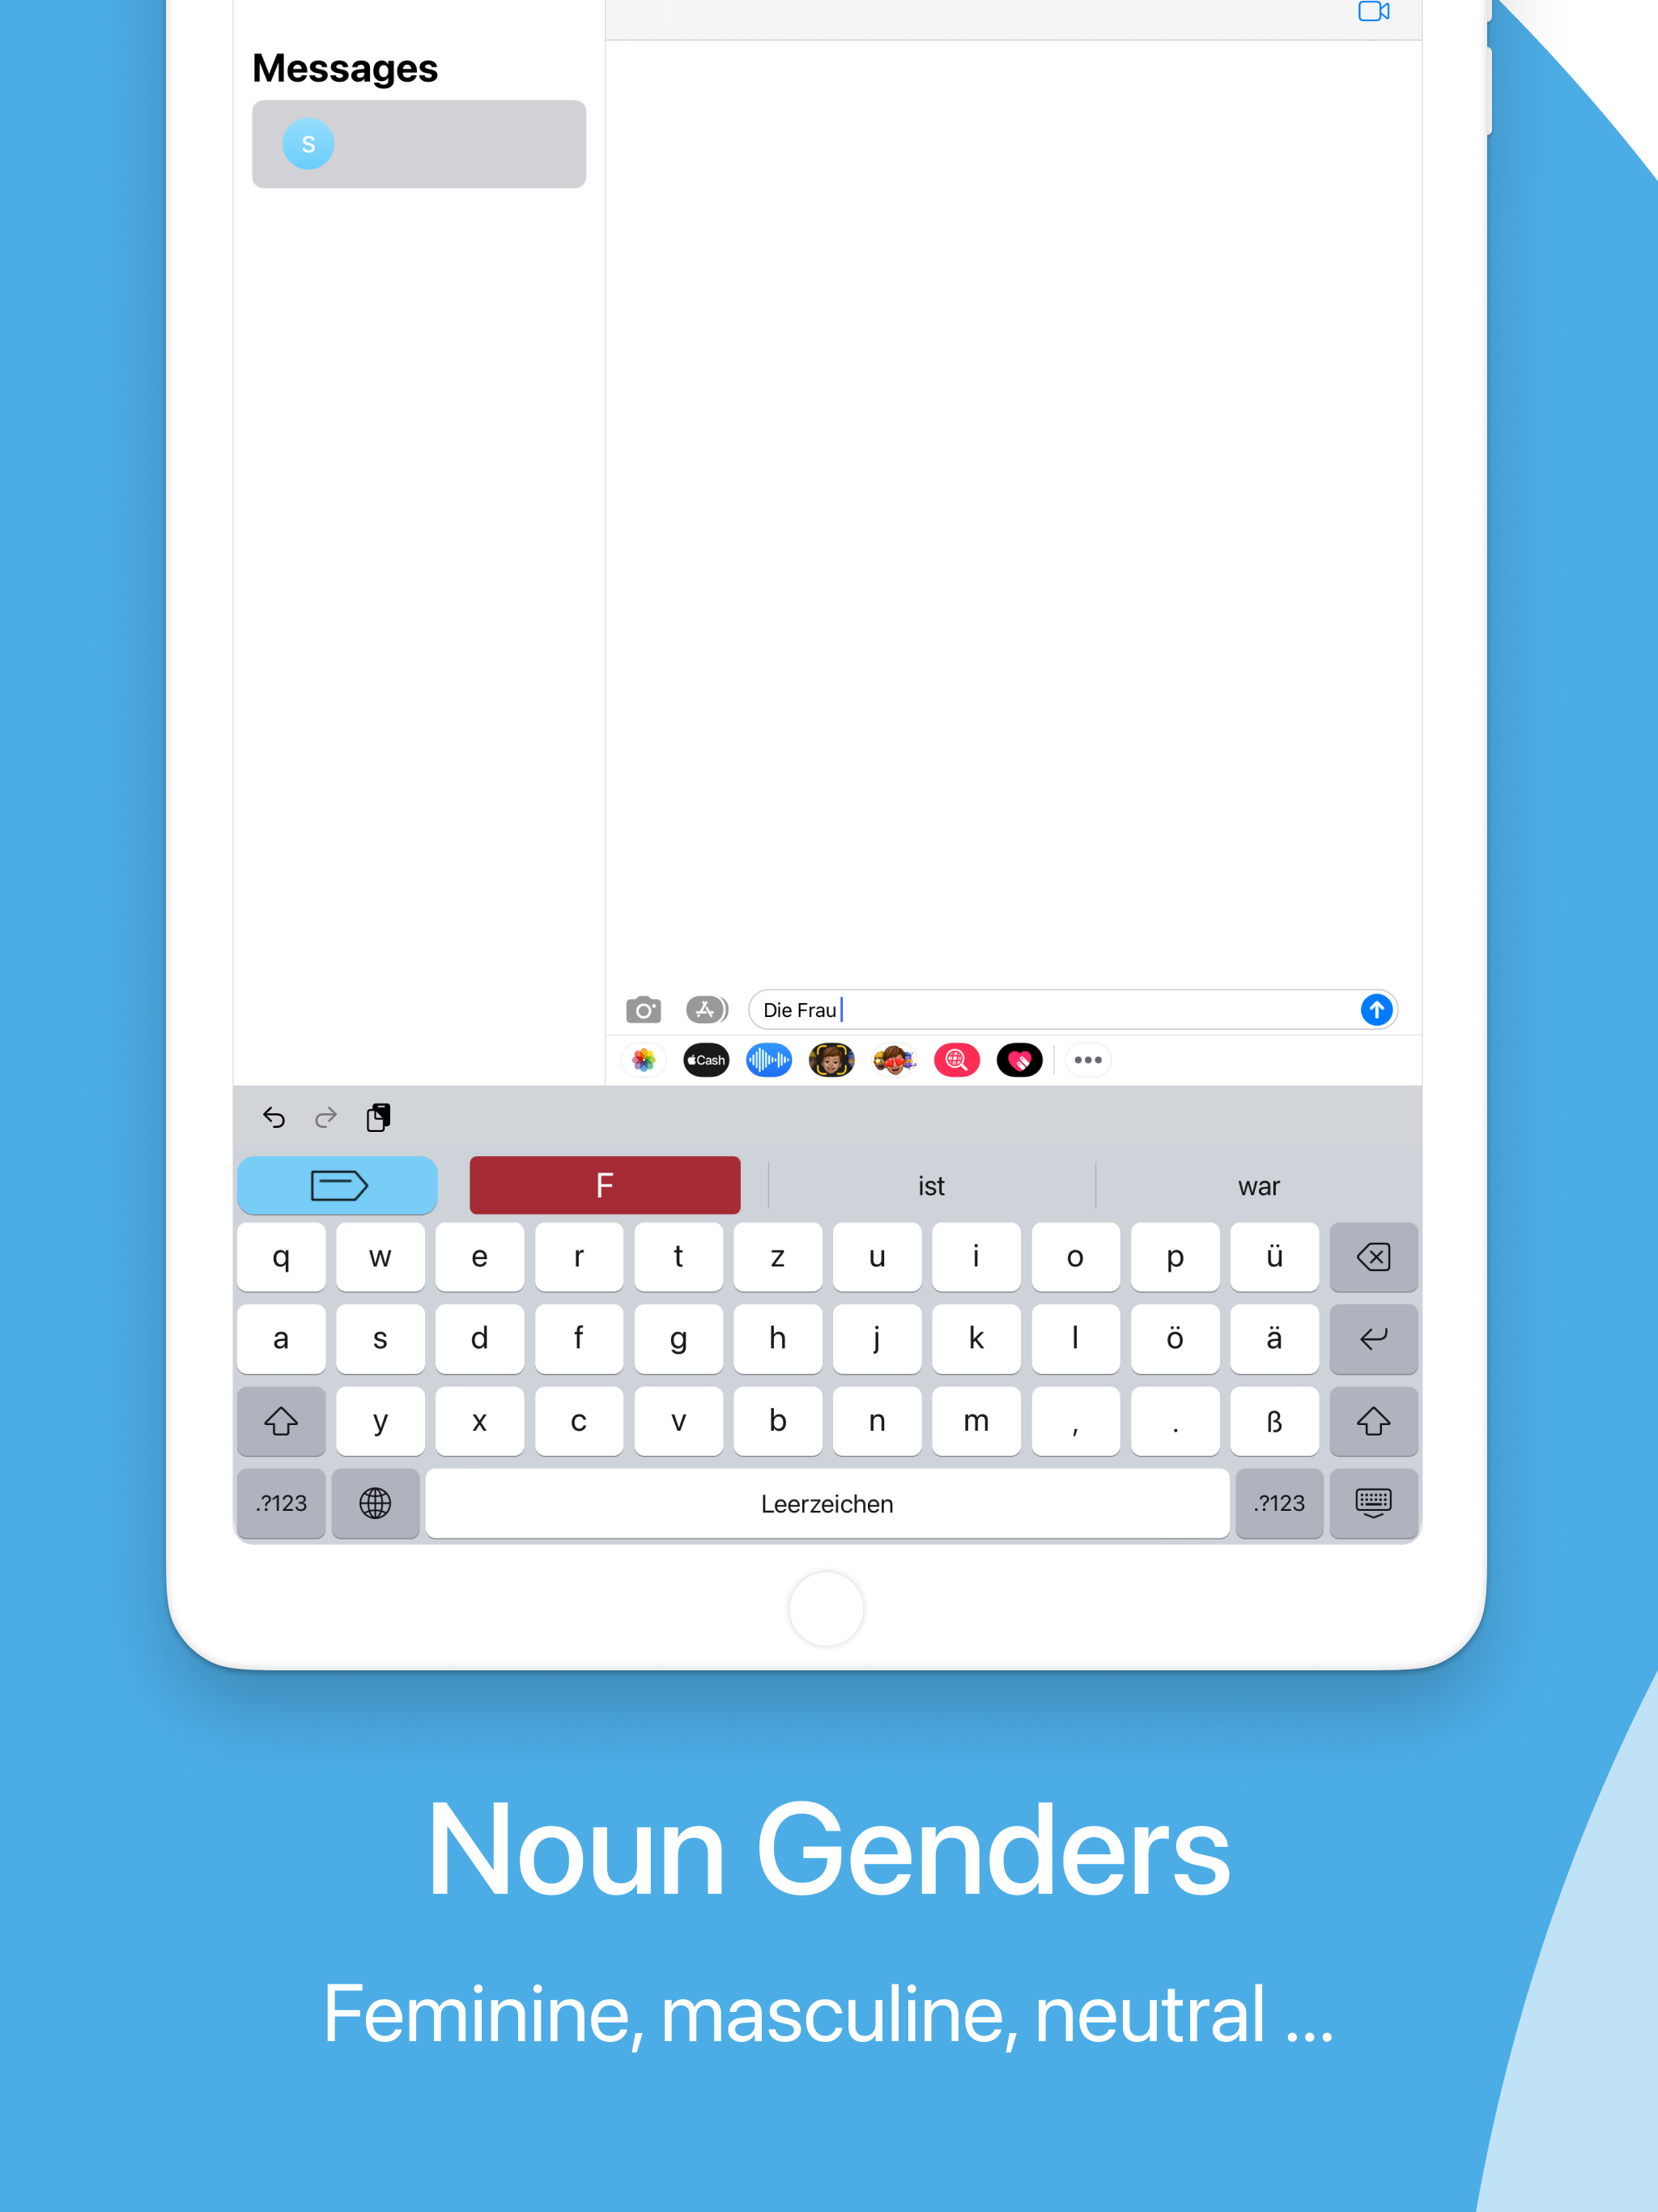 Messages
S
Die Frau
Cash
F ist war
q w e r t z u i o p ü
a s d f g h j k l ö ä
y x c v b n m , . ß
.?123 Leerzeichen .?123
Noun Genders
Feminine, masculine, neutral ...